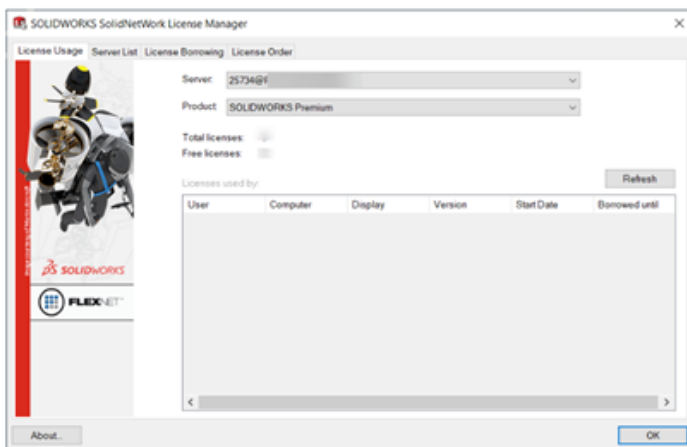 SOLIDWORKS SolidNetWork License Manager
License Usage Server List License Borrowing License Order
Server: 25734@
Product SOLIDWORKS Premium
Total licenses:
Free licenses:
Licenses used by:
Refresh
User Computer Display Version Start Date Borrowed until
SOLIDWORKS
FLEXNET
About..
OK